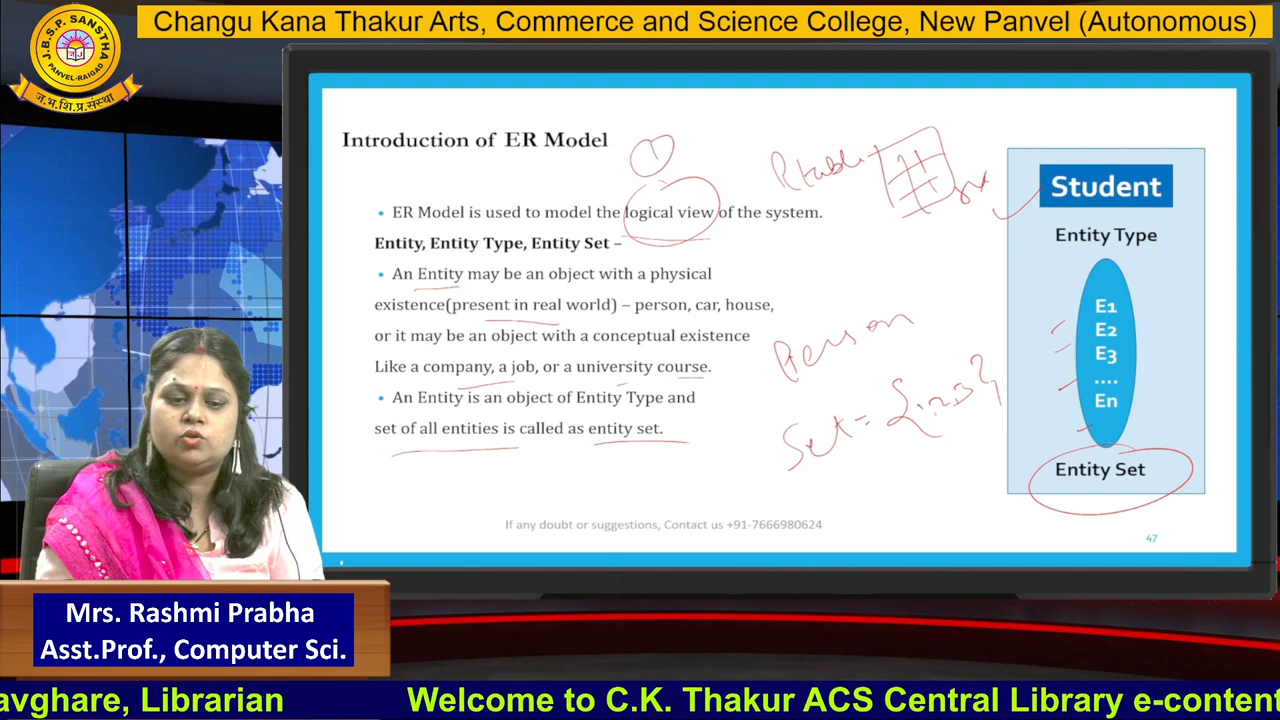 Changu Kana Thakur Arts, Commerce and Science College, New Panvel (Autonomous)
J.B.S.P. SANSTHA
PANVEL-RAIGAD
ज.भ.शि.प्र.संस्था
Introduction of ER Model
• ER Model is used to model the logical view of the system.
Entity, Entity Type, Entity Set –
• An Entity may be an object with a physical
existence(present in real world) – person, car, house,
or it may be an object with a conceptual existence
Like a company, a job, or a university course.
• An Entity is an object of Entity Type and
set of all entities is called as entity set.
1
Person
Set = {1,2,3}
Student
Entity Type
E1
E2
E3
....
En
Entity Set
If any doubt or suggestions, Contact us +91-7666980624
47
Mrs. Rashmi Prabha
Asst.Prof., Computer Sci.
avghare, Librarian Welcome to C.K. Thakur ACS Central Library e-content